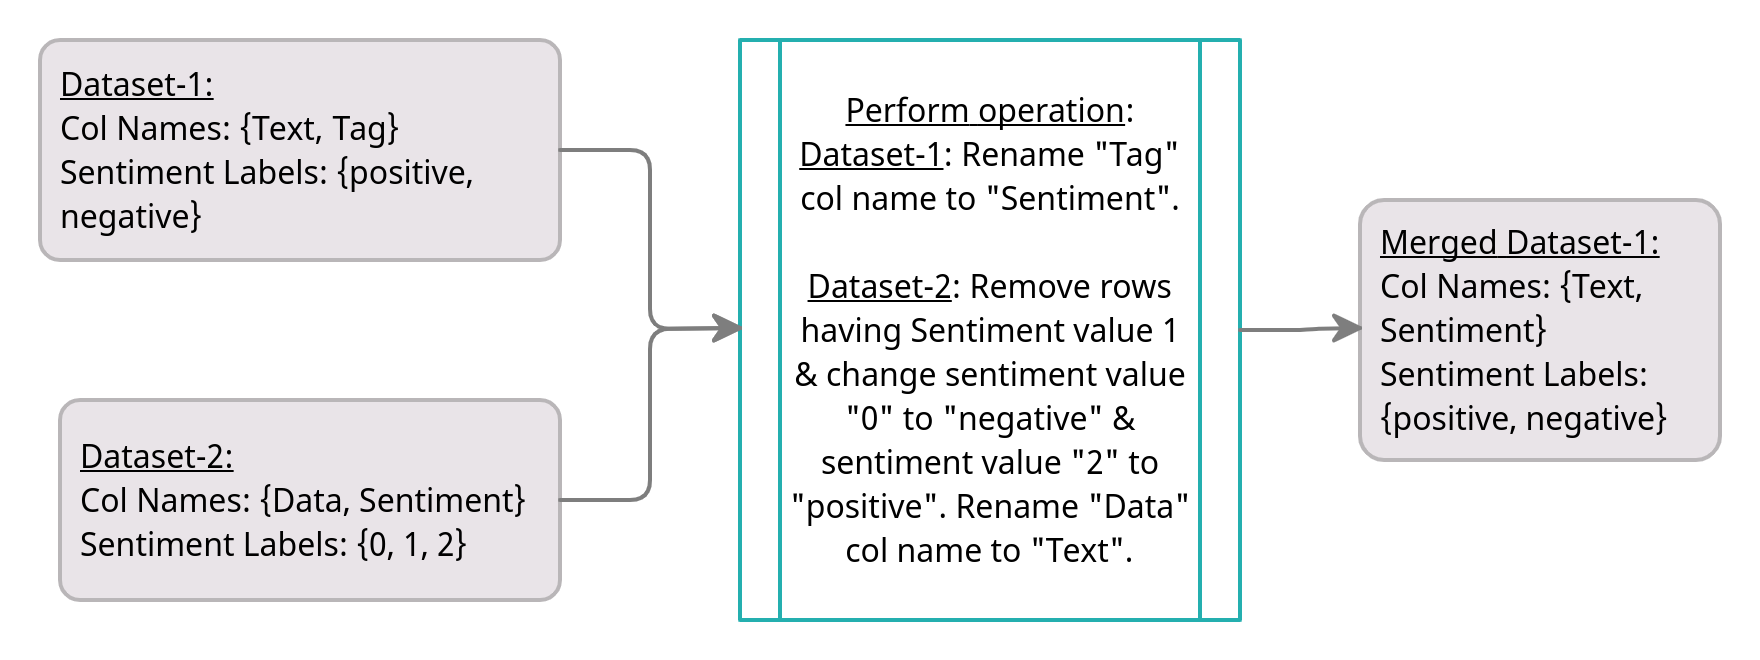 Dataset-1:
Col Names: {Text, Tag}
Sentiment Labels: {positive,
negative}
Dataset-2:
Col Names: {Data, Sentiment}
Sentiment Labels: {0, 1, 2}
Perform operation:
Dataset-1: Rename "Tag"
col name to "Sentiment".
Dataset-2: Remove rows
having Sentiment value 1
& change sentiment value
"0" to "negative" &
sentiment value "2" to
"positive". Rename "Data"
col name to "Text".
Merged Dataset-1:
Col Names: {Text,
Sentiment}
Sentiment Labels:
{positive, negative}